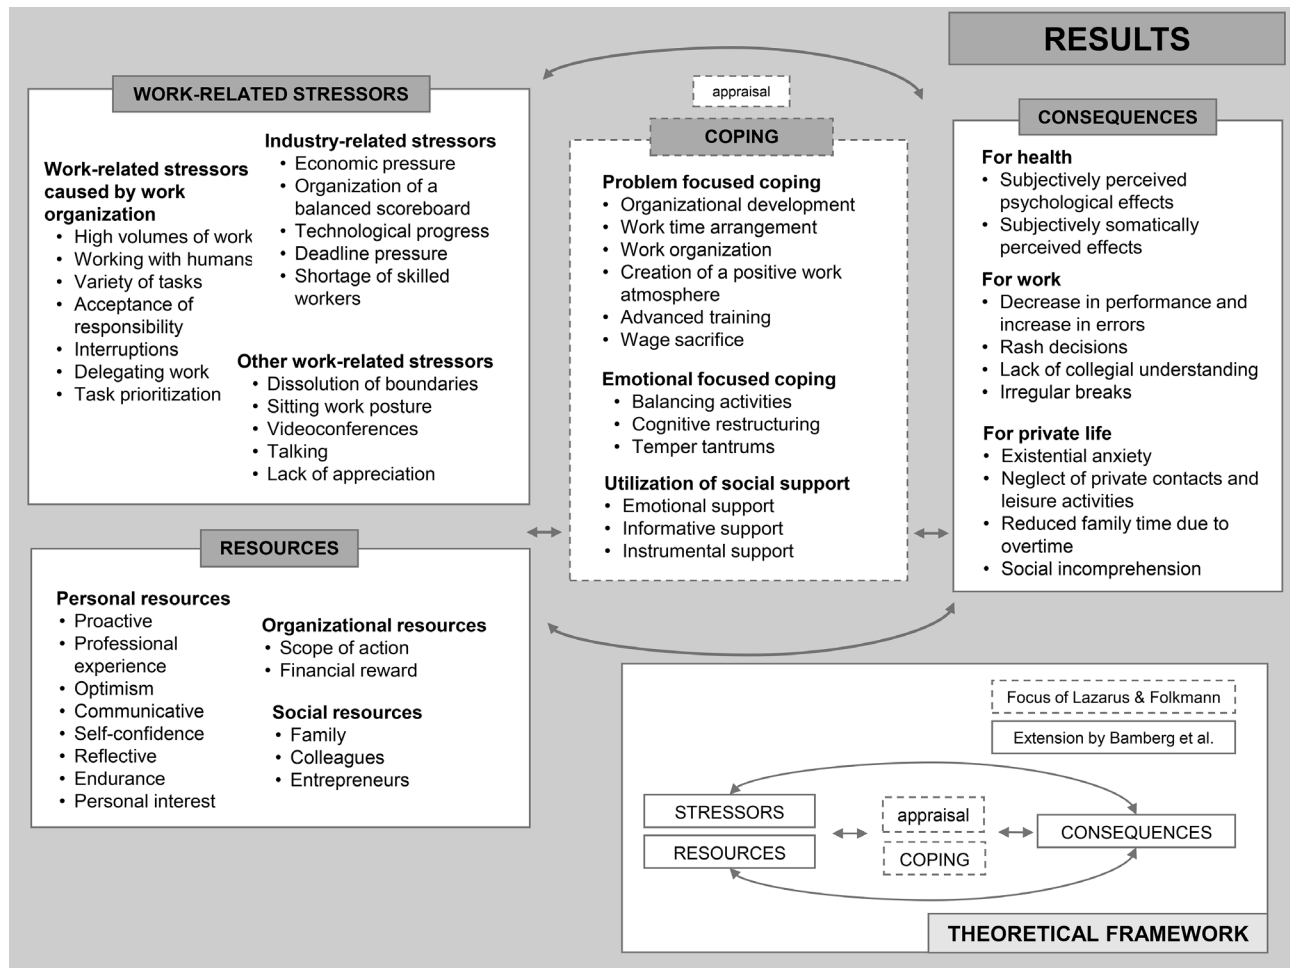 RESULTS
WORK-RELATED STRESSORS
Work-related stressors
caused by work
organization
• High volumes of work
• Working with humans
• Variety of tasks
• Acceptance of
responsibility
• Interruptions
• Delegating work
• Task prioritization
Industry-related stressors
• Economic pressure
• Organization of a
balanced scoreboard
• Technological progress
• Deadline pressure
• Shortage of skilled
workers
Other work-related stressors
• Dissolution of boundaries
• Sitting work posture
• Videoconferences
• Talking
• Lack of appreciation
RESOURCES
Personal resources
• Proactive
• Professional
experience
• Optimism
• Communicative
• Self-confidence
• Reflective
• Endurance
• Personal interest
Organizational resources
• Scope of action
• Financial reward
Social resources
• Family
• Colleagues
• Entrepreneurs
appraisal
COPING
Problem focused coping
• Organizational development
• Work time arrangement
• Work organization
• Creation of a positive work
atmosphere
• Advanced training
• Wage sacrifice
Emotional focused coping
• Balancing activities
• Cognitive restructuring
• Temper tantrums
Utilization of social support
• Emotional support
• Informative support
• Instrumental support
CONSEQUENCES
For health
• Subjectively perceived
psychological effects
• Subjectively somatically
perceived effects
For work
• Decrease in performance and
increase in errors
• Rash decisions
• Lack of collegial understanding
• Irregular breaks
For private life
• Existential anxiety
• Neglect of private contacts and
leisure activities
• Reduced family time due to
overtime
• Social incomprehension
Focus of Lazarus & Folkmann
Extension by Bamberg et al.
STRESSORS
RESOURCES
appraisal
COPING
CONSEQUENCES
THEORETICAL FRAMEWORK